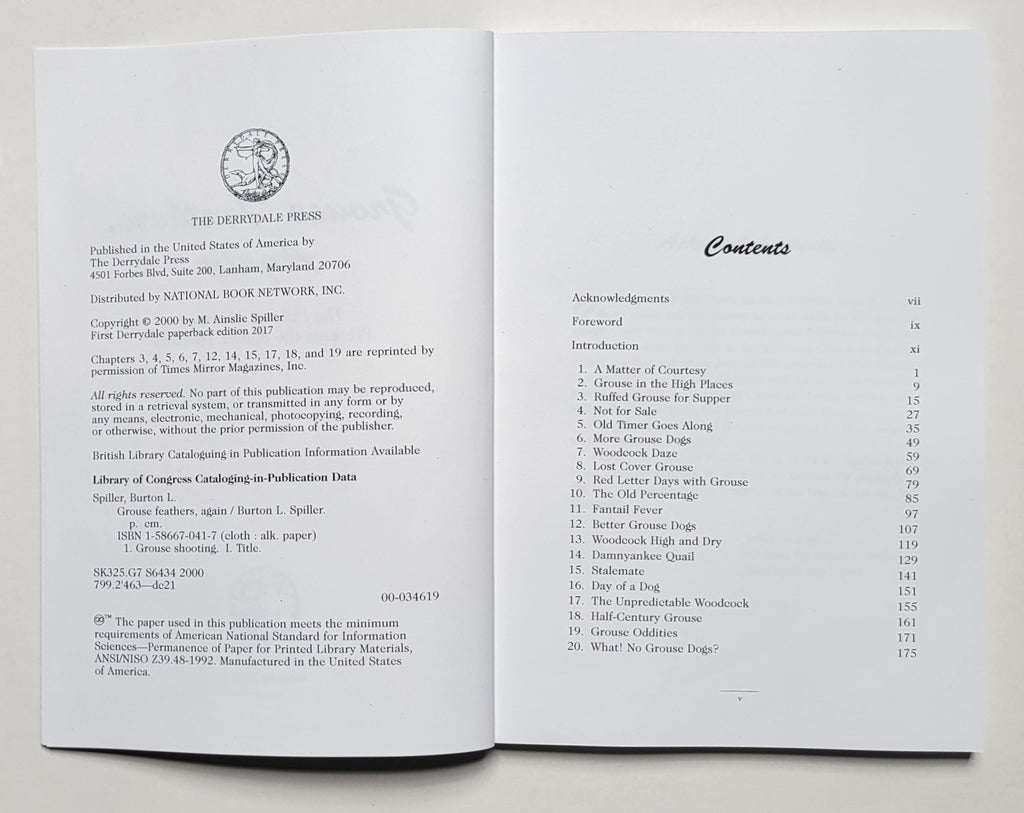 THE DERRYDALE PRESS
Published in the United States of America by
The Derrydale Press
4501 Forbes Blvd, Suite 200, Lanham, Maryland 20706
Distributed by NATIONAL BOOK NETWORK, INC.
Copyright © 2000 by M. Ainslie Spiller
First Derrydale paperback edition 2017
Chapters 3, 4, 5, 6, 7, 12, 14, 15, 17, 18, and 19 are reprinted by
permission of Times Mirror Magazines, Inc.
All rights reserved. No part of this publication may be reproduced,
stored in a retrieval system, or transmitted in any form or by
any means, electronic, mechanical, photocopying, recording,
or otherwise, without the prior permission of the publisher.
British Library Cataloguing in Publication Information Available
Library of Congress Cataloging-in-Publication Data
Spiller, Burton L.
Grouse feathers, again / Burton L. Spiller.
p. cm.
ISBN 1-58667-041-7 (cloth : alk. paper)
1. Grouse shooting. I. Title.
SK325.G7 S6434 2000
799.2'463—dc21
00-034619
♾™ The paper used in this publication meets the minimum
requirements of American National Standard for Information
Sciences—Permanence of Paper for Printed Library Materials,
ANSI/NISO Z39.48-1992. Manufactured in the United States
of America.
Contents
Acknowledgments vii
Foreword ix
Introduction xi
1. A Matter of Courtesy 1
2. Grouse in the High Places 9
3. Ruffed Grouse for Supper 15
4. Not for Sale 27
5. Old Timer Goes Along 35
6. More Grouse Dogs 49
7. Woodcock Daze 59
8. Lost Cover Grouse 69
9. Red Letter Days with Grouse 79
10. The Old Percentage 85
11. Fantail Fever 97
12. Better Grouse Dogs 107
13. Woodcock High and Dry 119
14. Damnyankee Quail 129
15. Stalemate 141
16. Day of a Dog 151
17. The Unpredictable Woodcock 155
18. Half-Century Grouse 161
19. Grouse Oddities 171
20. What! No Grouse Dogs? 175
v